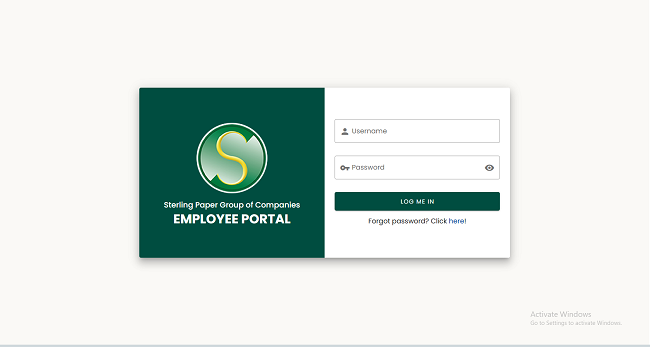 Username
Password
LOG ME IN
Forgot password? Click here!
Sterling Paper Group of Companies
EMPLOYEE PORTAL
Activate Windows
Go to Settings to activate Windows.